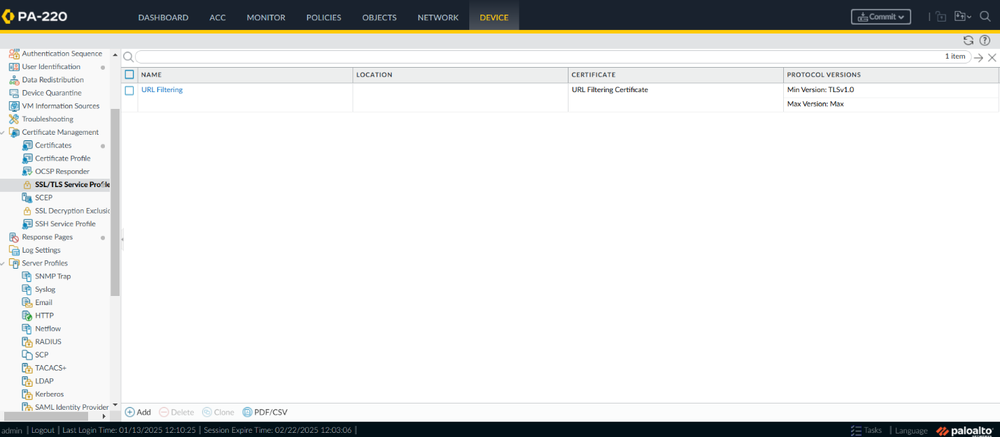 PA-220
DASHBOARD ACC MONITOR POLICIES OBJECTS NETWORK DEVICE Commit
1 item
Authentication Sequence
User Identification
Data Redistribution
Device Quarantine
VM Information Sources
Troubleshooting
Certificate Management
Certificates
Certificate Profile
OCSP Responder
SSL/TLS Service Profile
SCEP
SSL Decryption Exclusio
SSH Service Profile
Response Pages
Log Settings
Server Profiles
SNMP Trap
Syslog
Email
HTTP
Netflow
RADIUS
SCP
TACACS+
LDAP
Kerberos
SAML Identity Provider
NAME LOCATION CERTIFICATE PROTOCOL VERSIONS
URL Filtering URL Filtering Certificate Min Version: TLSv1.0
Max Version: Max
Add Delete Clone PDF/CSV
admin | Logout | Last Login Time: 01/13/2025 12:10:25 | Session Expire Time: 02/22/2025 12:03:06 | Tasks | Language paloalto
NETWORKS